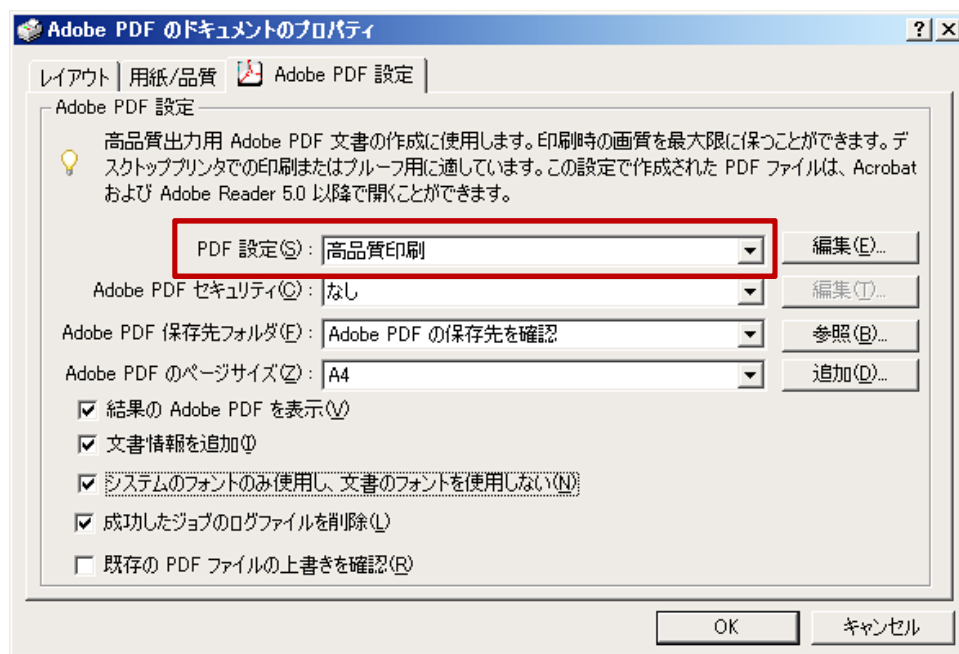 Adobe PDF のドキュメントのプロパティ
レイアウト 用紙/品質 Adobe PDF 設定
Adobe PDF 設定
高品質出力用 Adobe PDF 文書の作成に使用します。印刷時の画質を最大限に保つことができます。デ
スクトッププリンタでの印刷またはプルーフ用に適しています。この設定で作成された PDF ファイルは、Acrobat
および Adobe Reader 5.0 以降で開くことができます。
PDF 設定(S): 高品質印刷 編集(E)...
Adobe PDF セキュリティ(C): なし 編集(T)...
Adobe PDF 保存先フォルダ(F): Adobe PDF の保存先を確認 参照(B)...
Adobe PDF のページサイズ(Z): A4 追加(D)...
結果の Adobe PDF を表示(V)
文書情報を追加(I)
システムのフォントのみ使用し、文書のフォントを使用しない(N)
成功したジョブのログファイルを削除(L)
既存の PDF ファイルの上書きを確認(R)
OK キャンセル